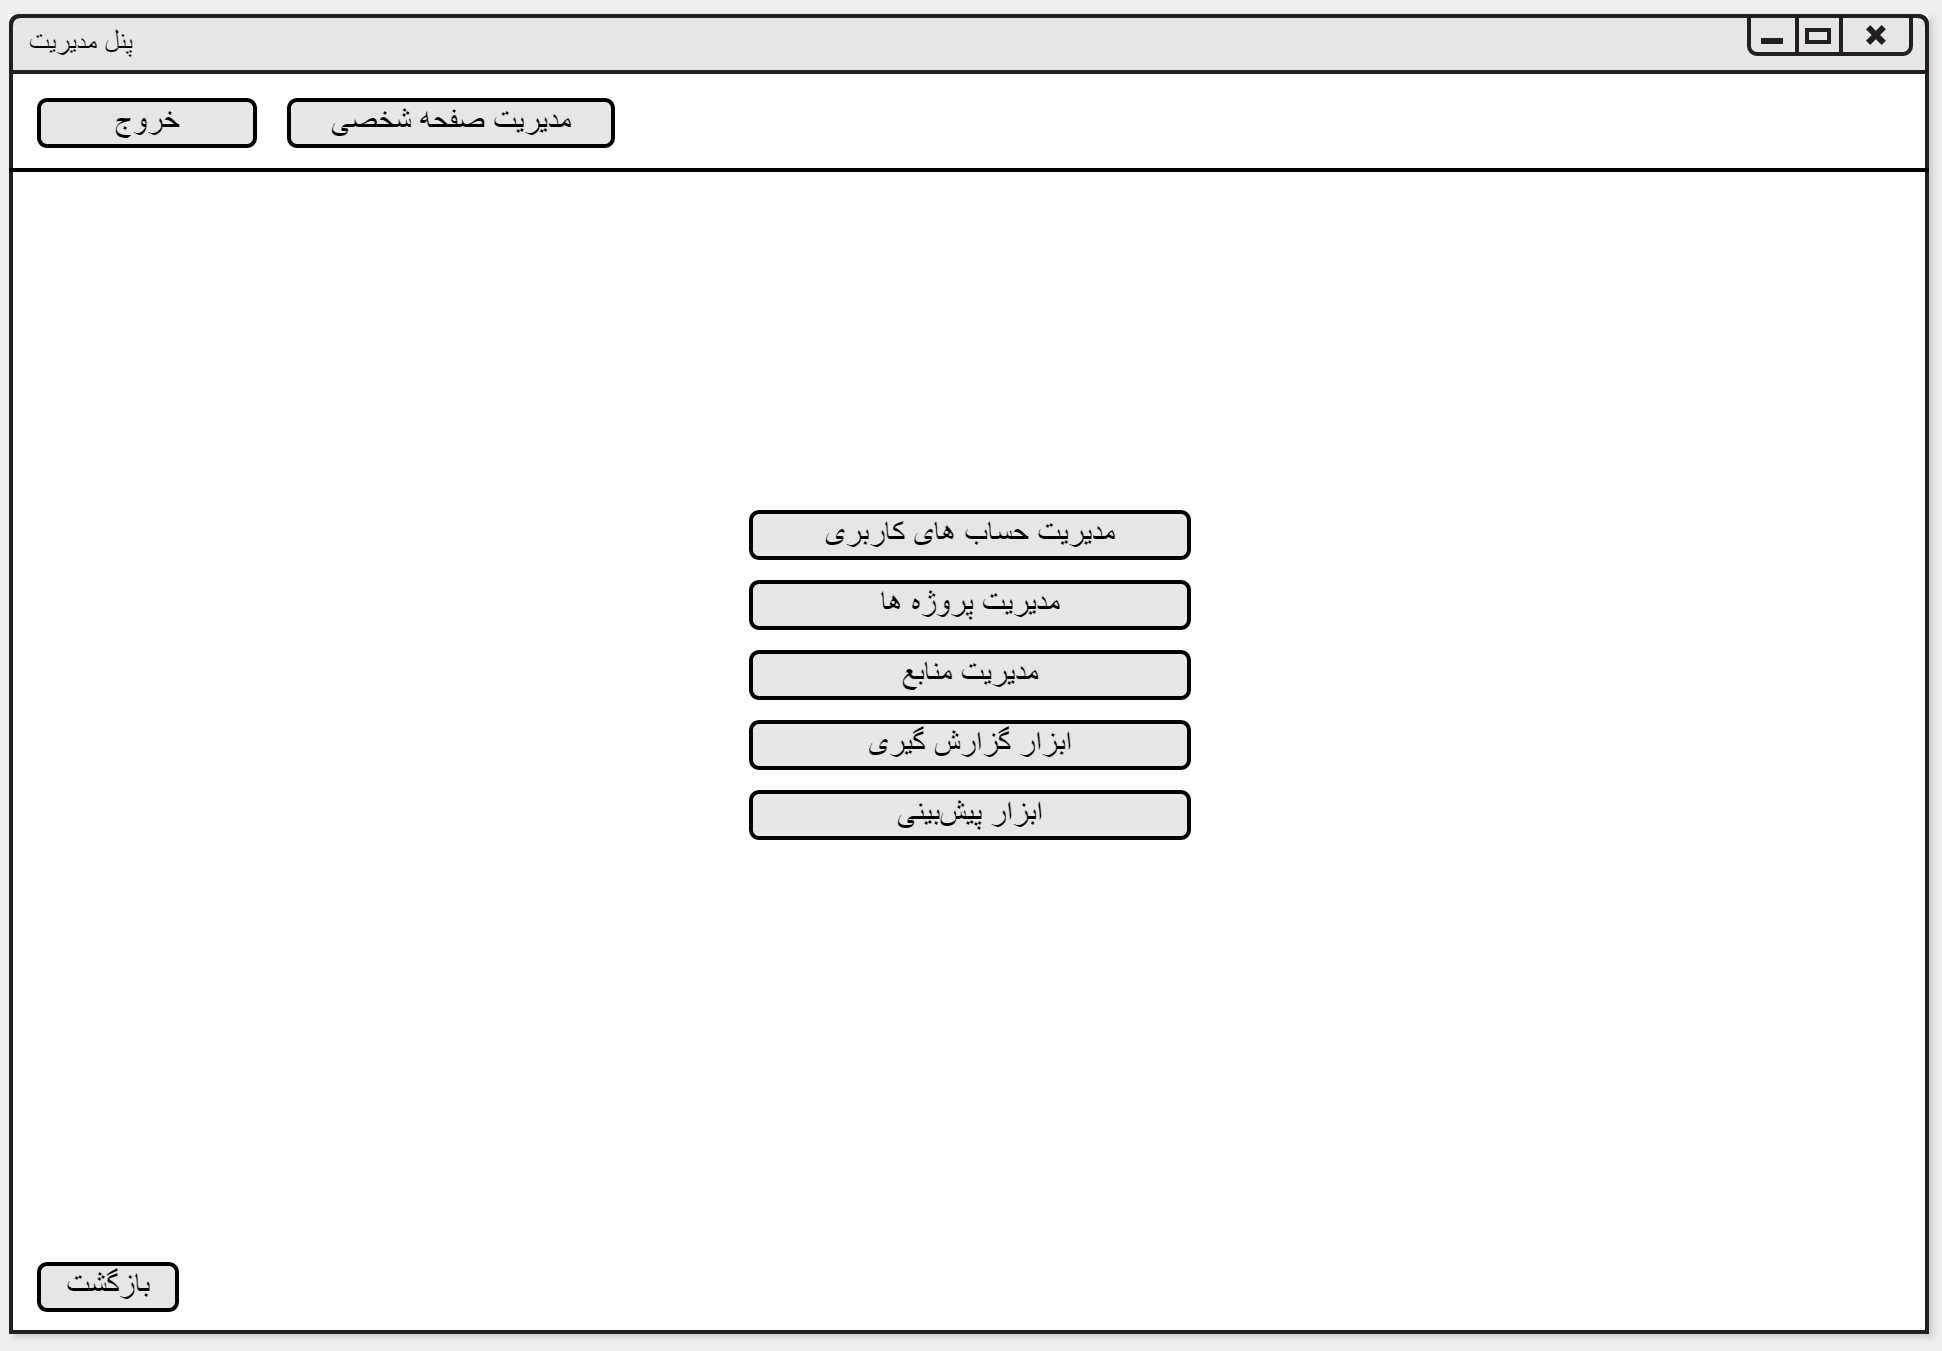 پنل مدیریت
مدیریت صفحه شخصی
خروج
مدیریت حساب های کاربری
مدیریت پروژه ها
مدیریت منابع
ابزار گزارش گیری
ابزار پیش‌بینی
بازگشت